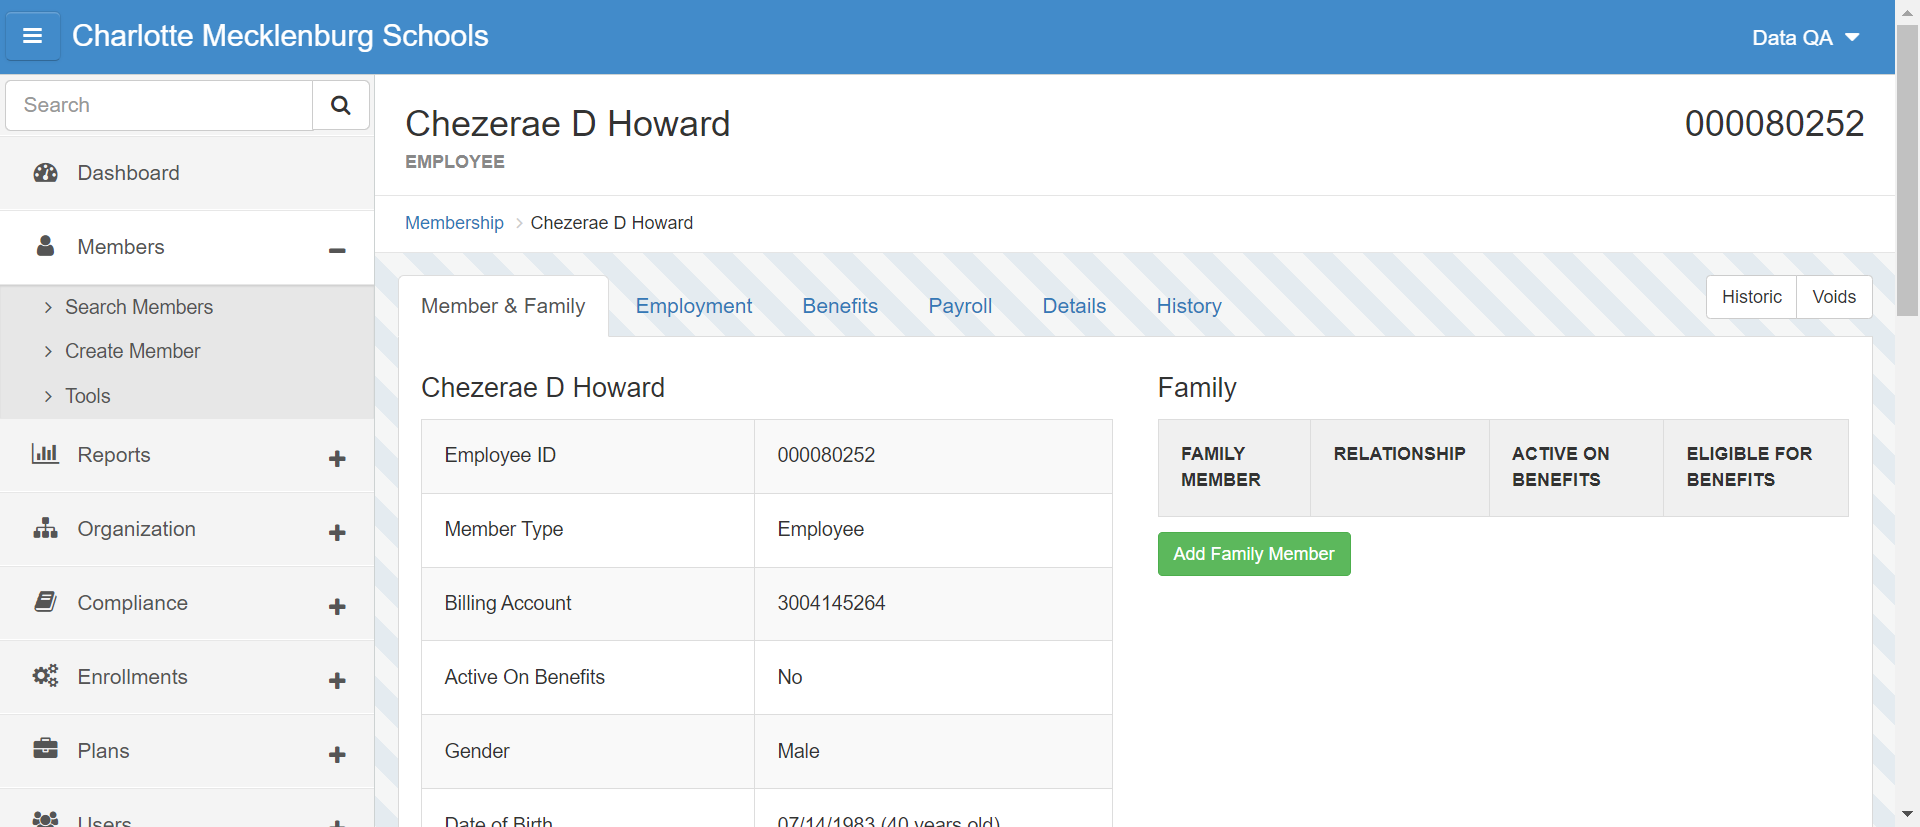 Charlotte Mecklenburg Schools
Data QA
Search
Dashboard
Members
Search Members
Create Member
Tools
Reports
Organization
Compliance
Enrollments
Plans
Users
Chezerae D Howard
000080252
EMPLOYEE
Membership > Chezerae D Howard
Member & Family
Employment
Benefits
Payroll
Details
History
Historic
Voids
Chezerae D Howard
Employee ID 000080252
Member Type Employee
Billing Account 3004145264
Active On Benefits No
Gender Male
Date of Birth 07/14/1983 (40 years old)
Family
FAMILY MEMBER
RELATIONSHIP
ACTIVE ON BENEFITS
ELIGIBLE FOR BENEFITS
Add Family Member